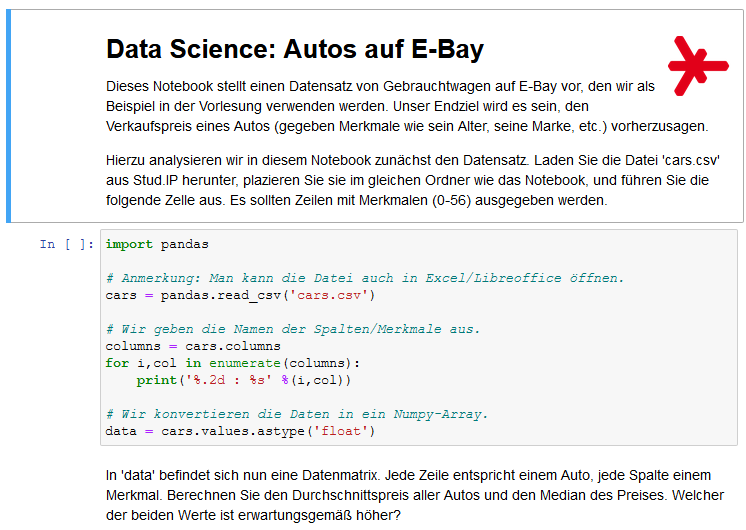 Data Science: Autos auf E-Bay
Dieses Notebook stellt einen Datensatz von Gebrauchtwagen auf E-Bay vor, den wir als
Beispiel in der Vorlesung verwenden werden. Unser Endziel wird es sein, den
Verkaufspreis eines Autos (gegeben Merkmale wie sein Alter, seine Marke, etc.) vorherzusagen.
Hierzu analysieren wir in diesem Notebook zunächst den Datensatz. Laden Sie die Datei 'cars.csv'
aus Stud.IP herunter, plazieren Sie sie im gleichen Ordner wie das Notebook, und führen Sie die
folgende Zelle aus. Es sollten Zeilen mit Merkmalen (0-56) ausgegeben werden.
In [ ]: import pandas
# Anmerkung: Man kann die Datei auch in Excel/Libreoffice öffnen.
cars = pandas.read_csv('cars.csv')
# Wir geben die Namen der Spalten/Merkmale aus.
columns = cars.columns
for i,col in enumerate(columns):
    print('%.2d : %s' %(i,col))
# Wir konvertieren die Daten in ein Numpy-Array.
data = cars.values.astype('float')
In 'data' befindet sich nun eine Datenmatrix. Jede Zeile entspricht einem Auto, jede Spalte einem
Merkmal. Berechnen Sie den Durchschnittspreis aller Autos und den Median des Preises. Welcher
der beiden Werte ist erwartungsgemäß höher?